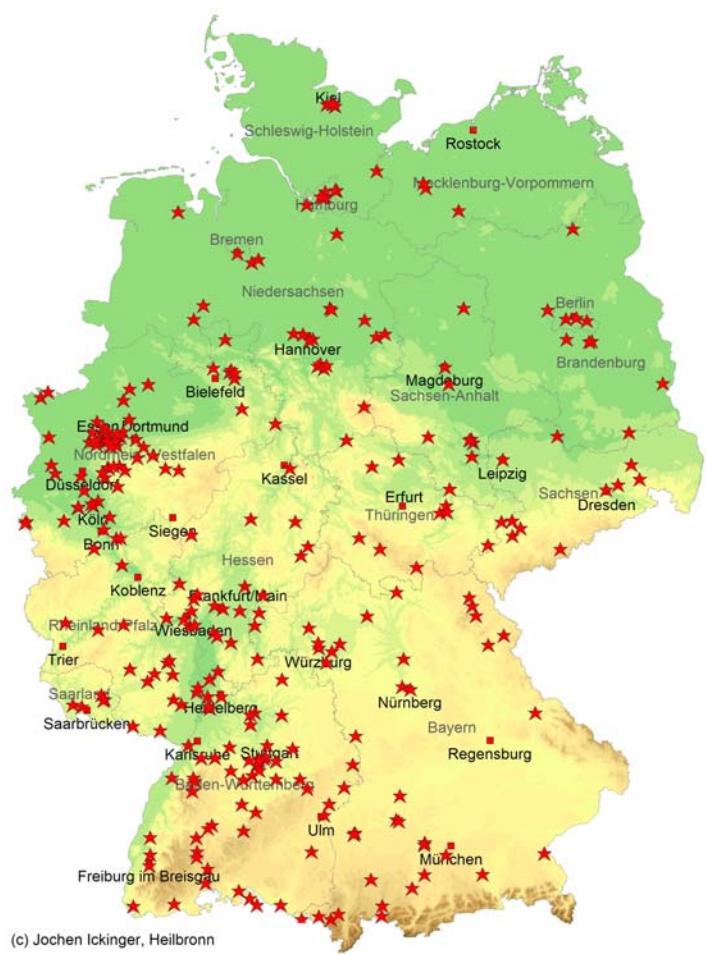 Kiel
Schleswig-Holstein
Rostock
Mecklenburg-Vorpommern
Hamburg
Bremen
Niedersachsen
Berlin
Hannover
Brandenburg
Magdeburg
Bielefeld
Sachsen-Anhalt
Essen Dortmund
Nordrhein-Westfalen
Kassel
Leipzig
Düsseldorf
Erfurt
Sachsen
Dresden
Thüringen
Köln
Siegen
Bonn
Hessen
Koblenz
Frankfurt/Main
Rheinland-Pfalz
Wiesbaden
Trier
Würzburg
Saarland
Nürnberg
Heidelberg
Saarbrücken
Bayern
Karlsruhe
Stuttgart
Regensburg
Baden-Württemberg
Ulm
München
Freiburg im Breisgau
(c) Jochen Ickinger, Heilbronn